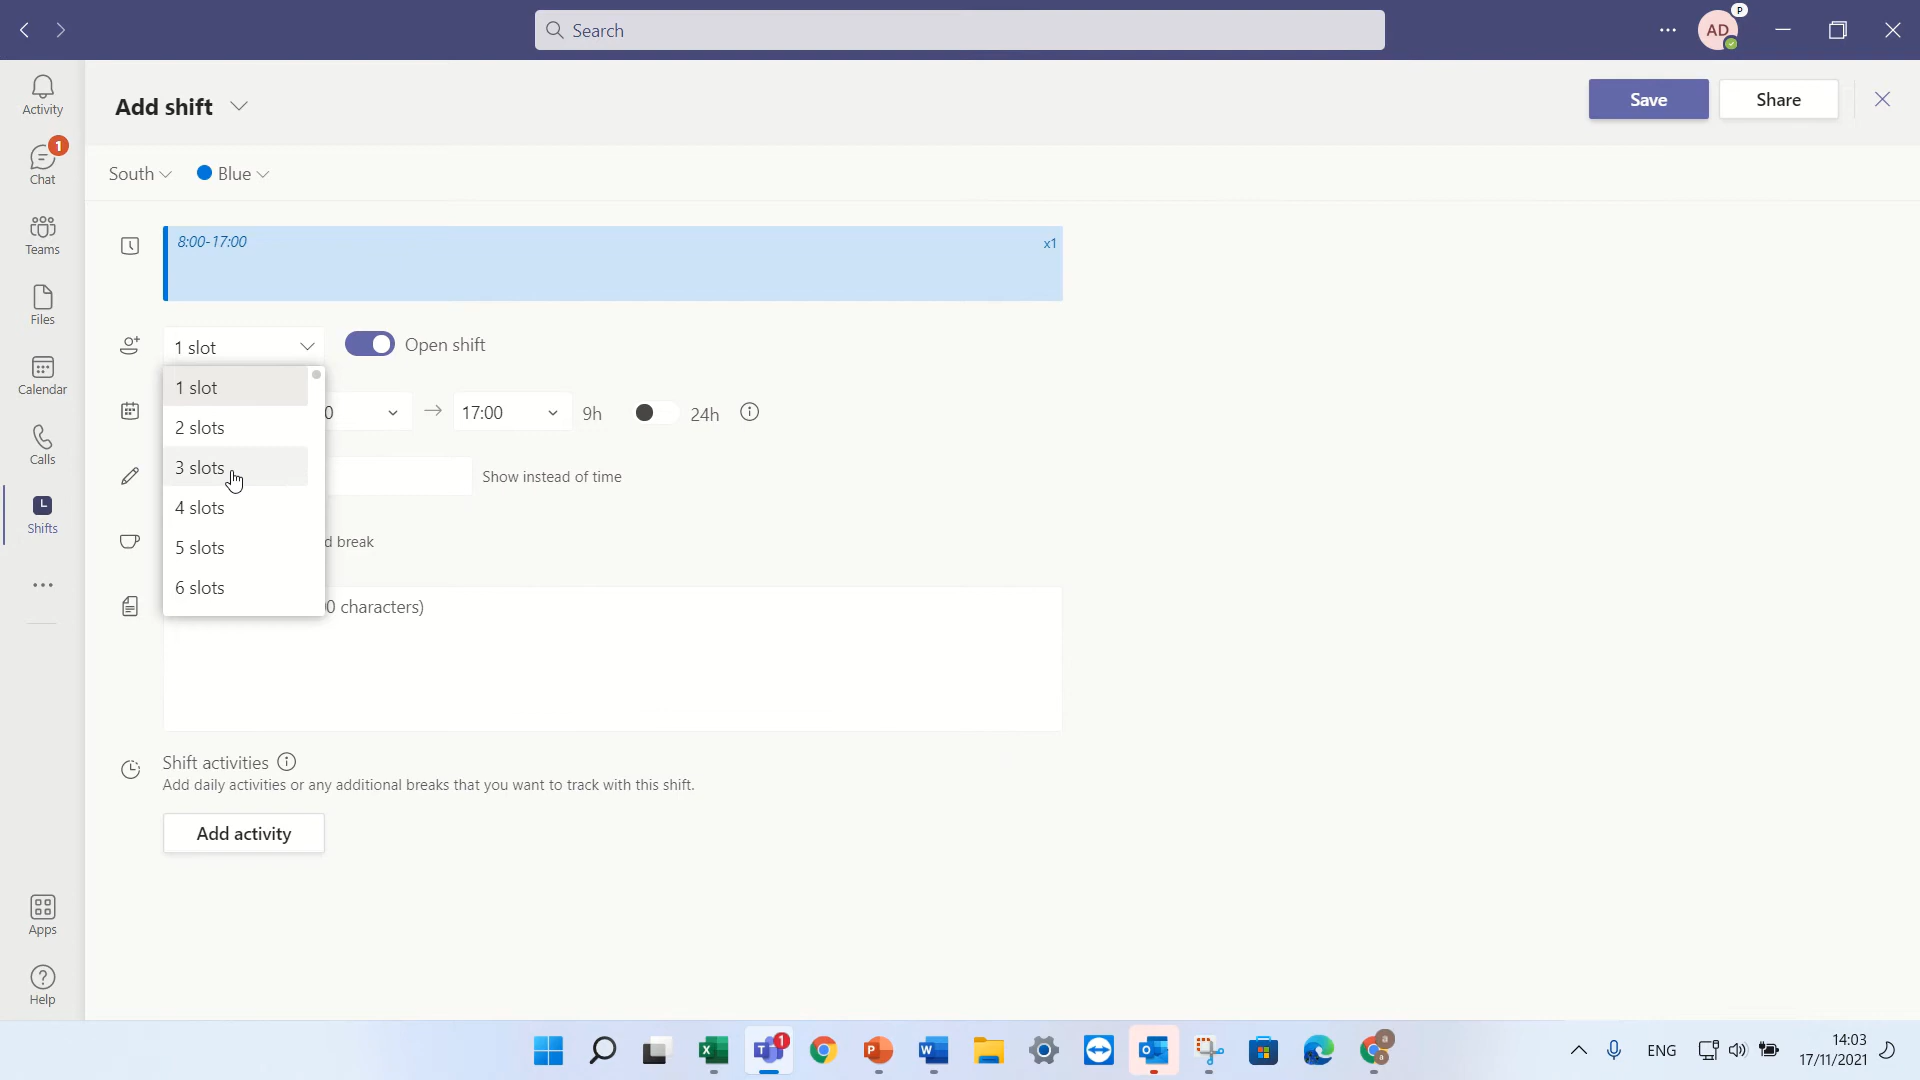 Search
AD
P
Activity
1
Chat
Teams
Files
Calendar
Calls
Shifts
Apps
Help
Add shift
Save
Share
South
Blue
8:00-17:00
x1
1 slot
Open shift
1 slot
2 slots
3 slots
4 slots
5 slots
6 slots
0
17:00
9h
24h
Show instead of time
d break
0 characters)
Shift activities
Add daily activities or any additional breaks that you want to track with this shift.
Add activity
1
ENG
14:03
17/11/2021